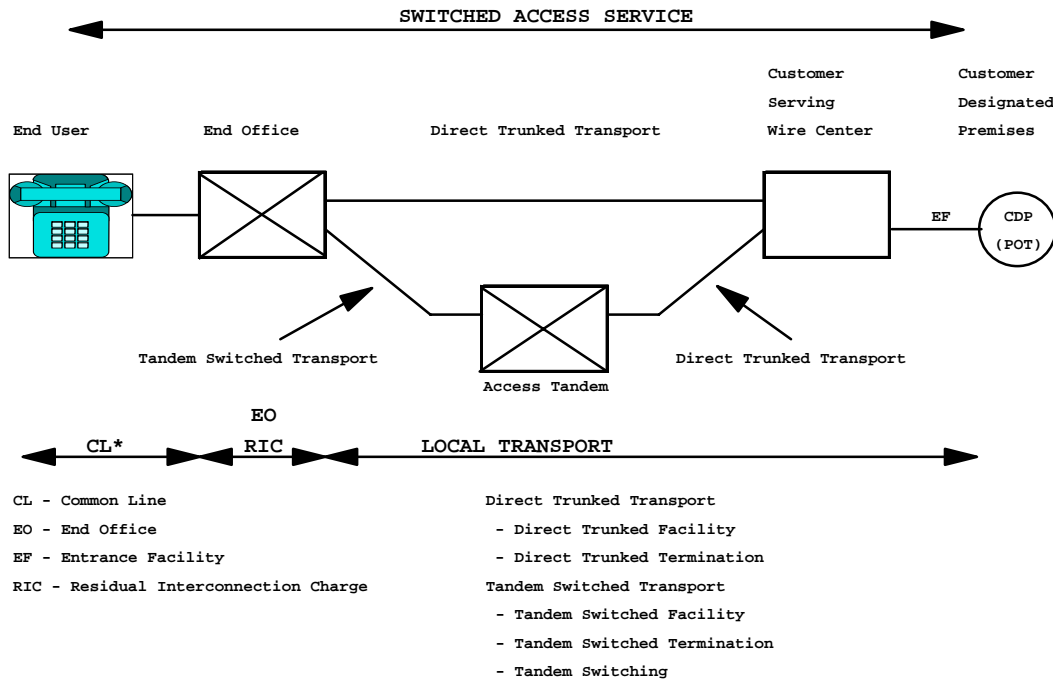 SWITCHED ACCESS SERVICE
Customer Customer
Serving Designated
End User End Office Direct Trunked Transport Wire Center Premises
EF CDP
(POT)
Tandem Switched Transport Direct Trunked Transport
Access Tandem
EO
CL* RIC LOCAL TRANSPORT
CL - Common Line
EO - End Office
EF - Entrance Facility
RIC - Residual Interconnection Charge
Direct Trunked Transport
- Direct Trunked Facility
- Direct Trunked Termination
Tandem Switched Transport
- Tandem Switched Facility
- Tandem Switched Termination
- Tandem Switching